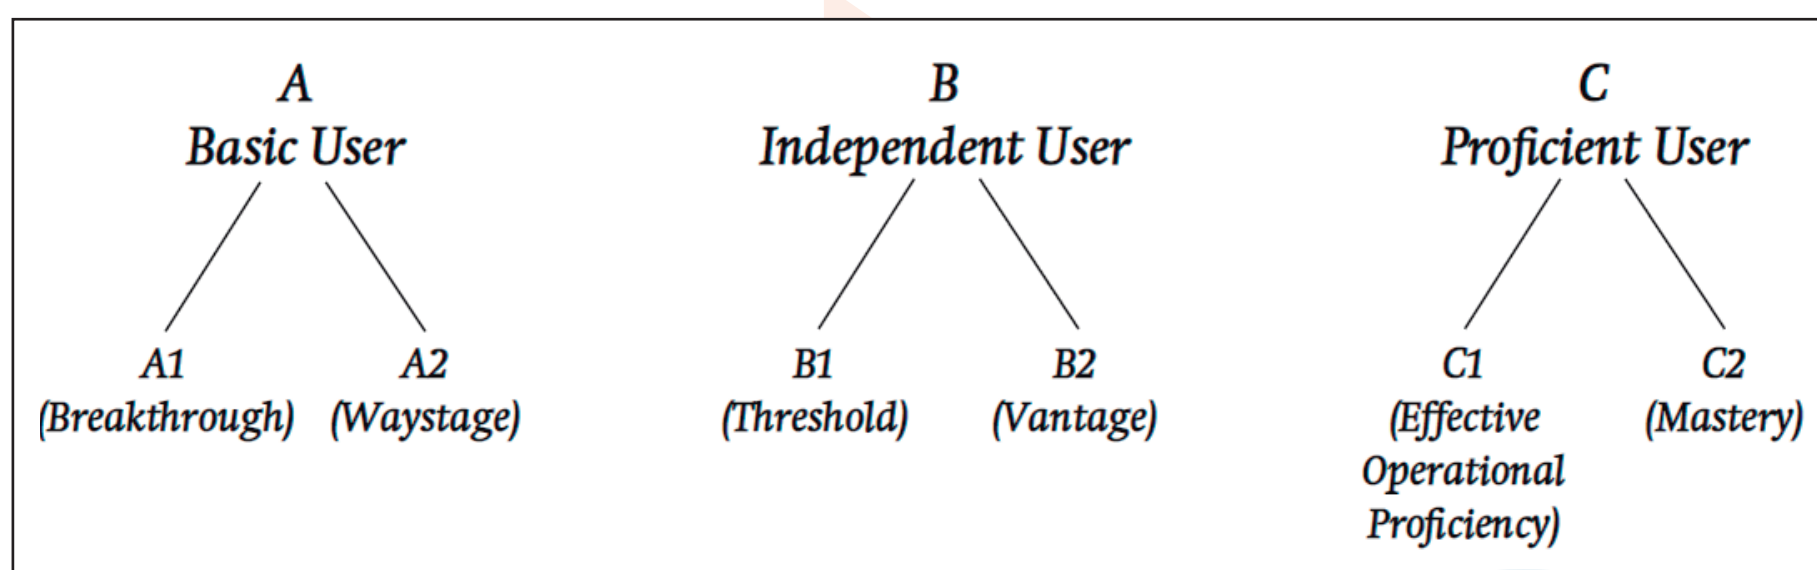 A
Basic User
A1
(Breakthrough)
A2
(Waystage)
B
Independent User
B1
(Threshold)
B2
(Vantage)
C
Proficient User
C1
(Effective
Operational
Proficiency)
C2
(Mastery)